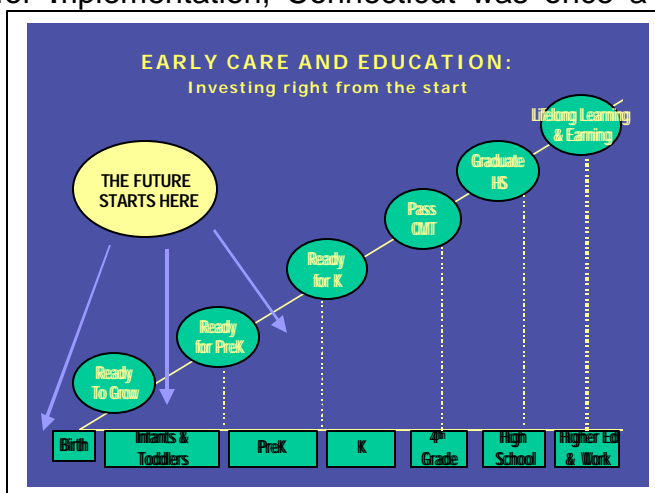 for Implementation, Connecticut was once a
EARLY CARE AND EDUCATION:
Investing right from the start
Lifelong Learning
& Earning
Graduate
HS
THE FUTURE
STARTS HERE
Pass
CMT
Ready
for K
Ready
for PreK
Ready
To Grow
Birth
Infants &
Toddlers
PreK
K
4th
Grade
High
School
Higher Ed
& Work